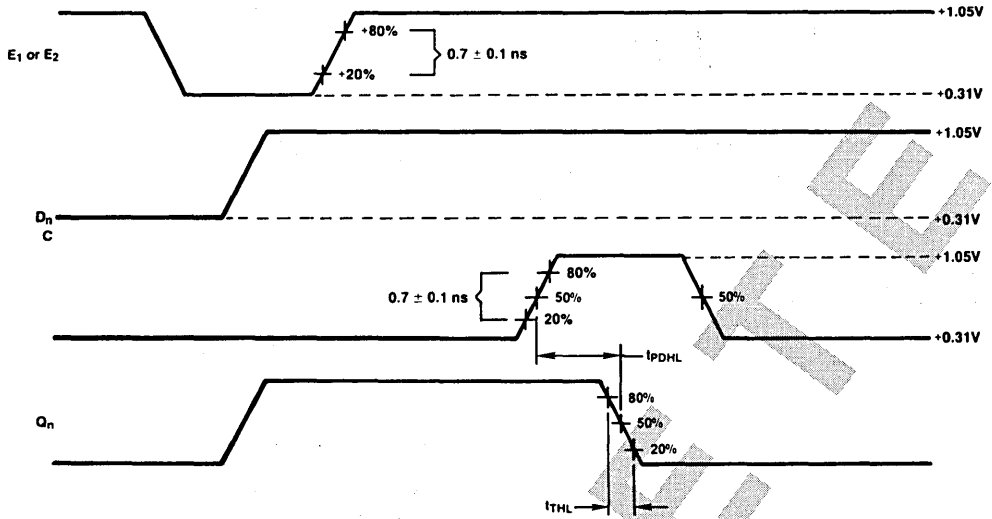 +1.05V
E₁ or E₂
+80%
0.7 ± 0.1 ns
+20%
+0.31V
+1.05V
Dₙ
+0.31V
C
+1.05V
80%
0.7 ± 0.1 ns
50%
50%
20%
+0.31V
tPDHL
80%
Qₙ
50%
20%
tTHL